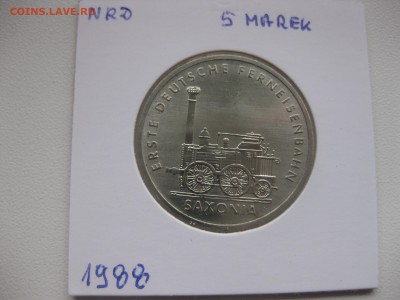 COINS.LAVE.RU
NRD 5 MAREK
ERSTE DEUTSCHE FERNEISENBAHN
SAXONIA
1988